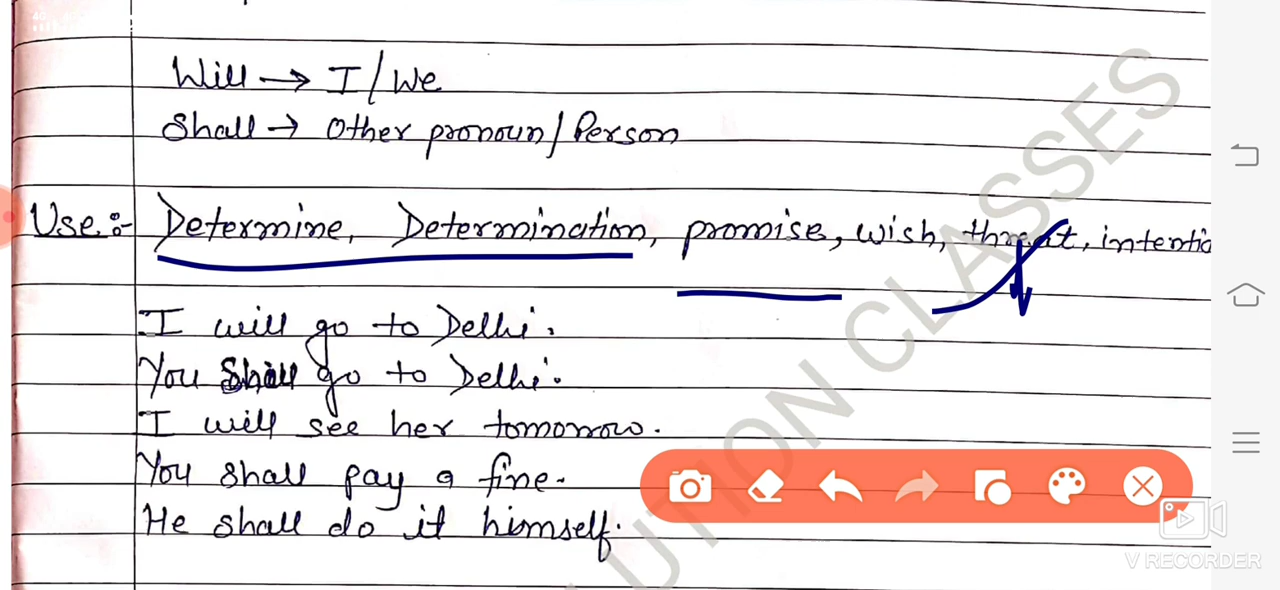 Will → I/We
Shall → Other pronoun/Person
Use:- Determine, Determination, promise, wish, threat, intentio
I will go to Delhi.
You shall go to Delhi.
I will see her tomorrow.
You shall pay a fine.
He shall do it himself.
UTION CLASSES
V RECORDER